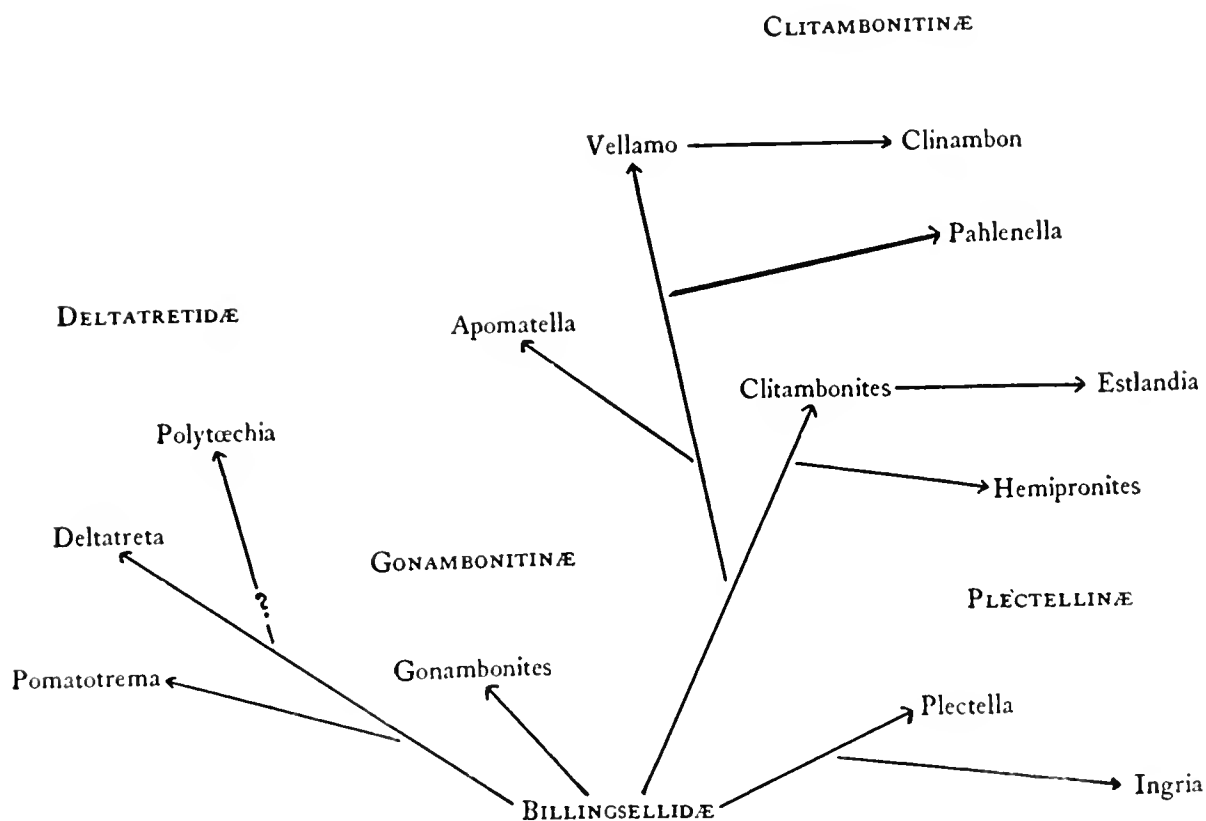 CLITAMBONITINÆ
Vellamo
Clinambon
Pahlenella
DELTATRETIDÆ
Apomatella
Clitambonites
Estlandia
Polytœchia
Hemipronites
Deltatreta
GONAMBONITINÆ
?
PLECTELLINÆ
Gonambonites
Pomatotrema
Plectella
Ingria
BILLINGSELLIDÆ